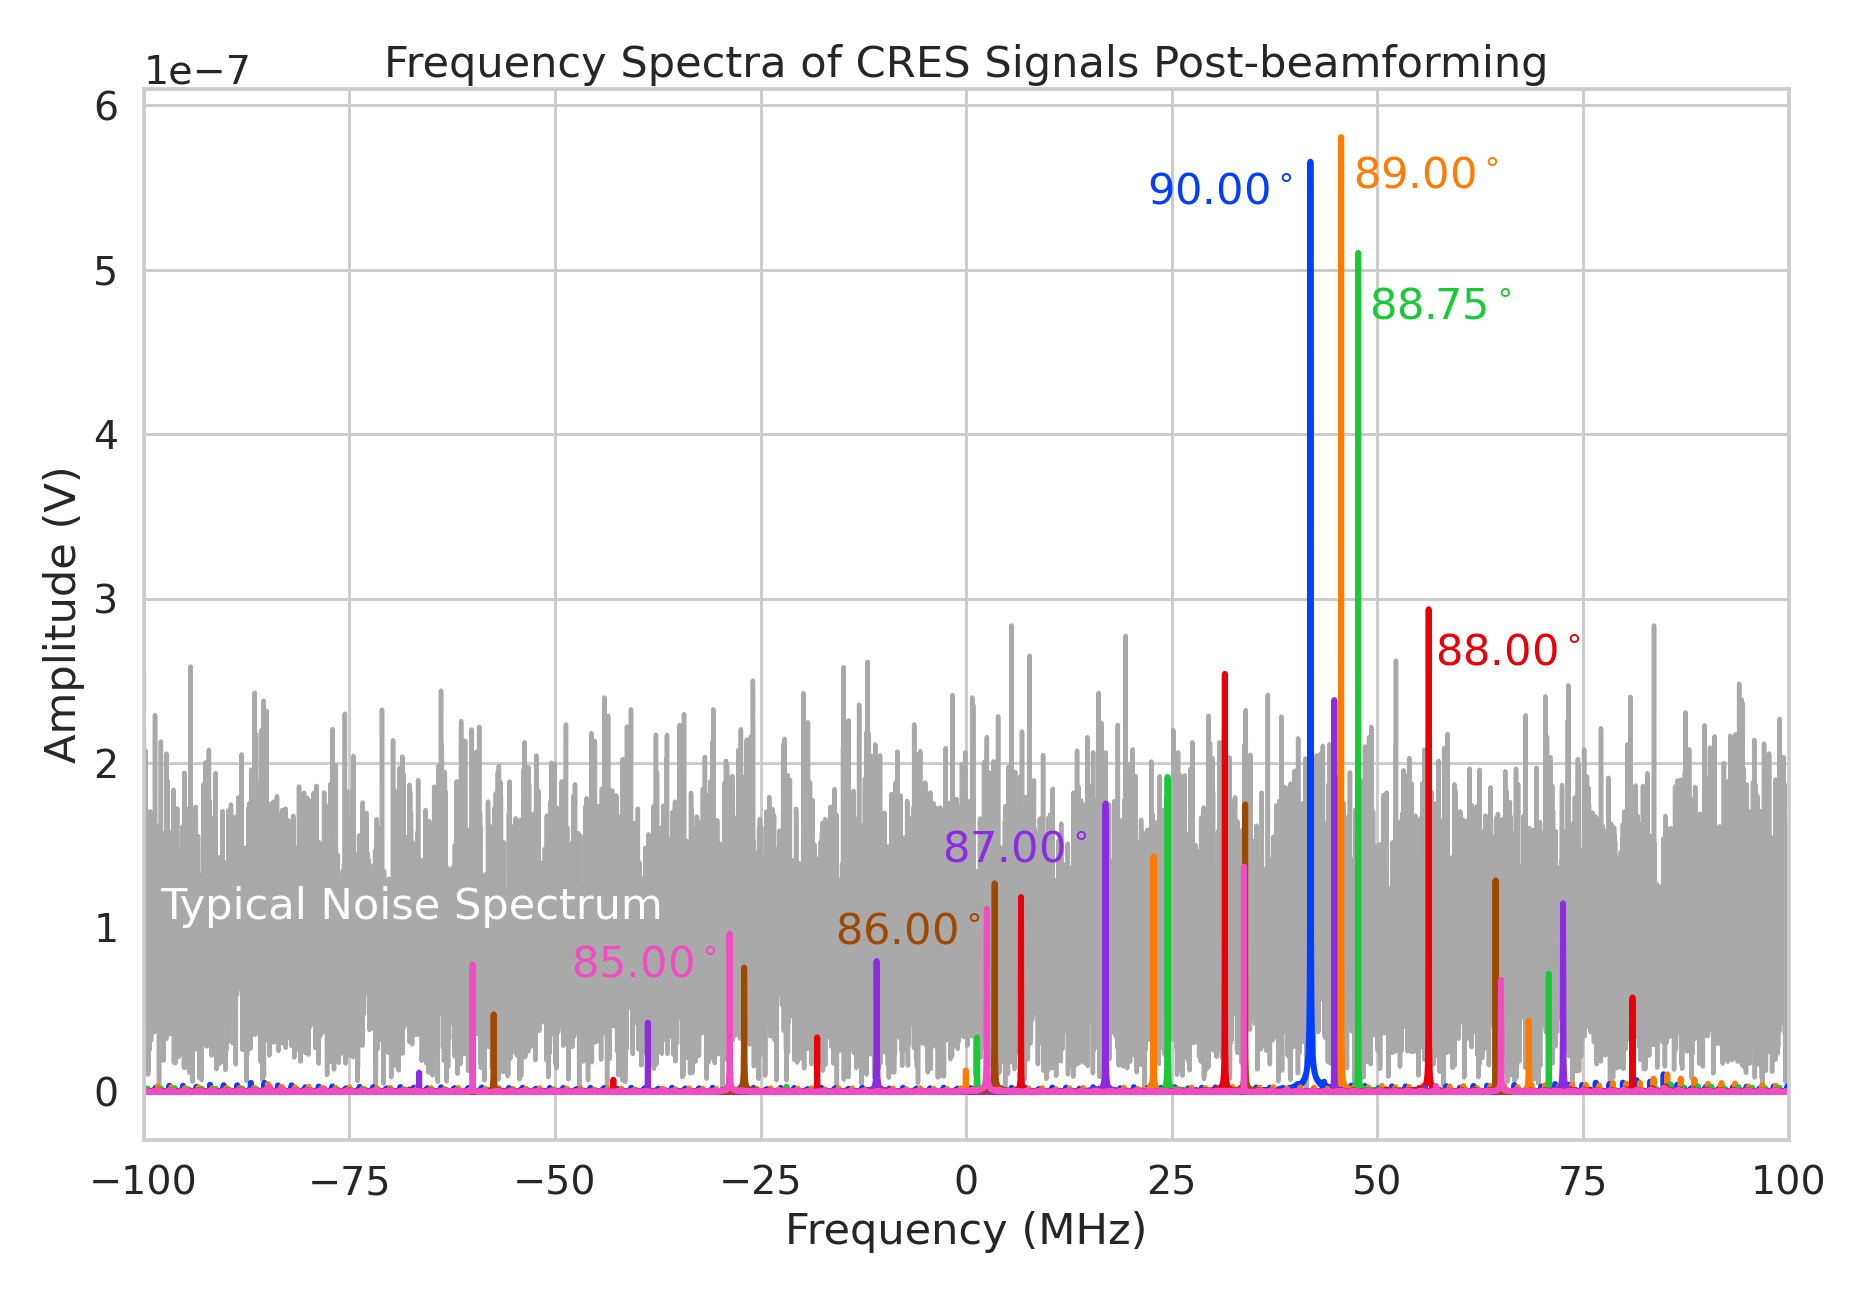 Frequency Spectra of CRES Signals Post-beamforming
1e−7
6
5
4
3
2
1
0
Amplitude (V)
90.00°
89.00°
88.75°
88.00°
87.00°
86.00°
85.00°
Typical Noise Spectrum
−100 −75 −50 −25 0 25 50 75 100
Frequency (MHz)